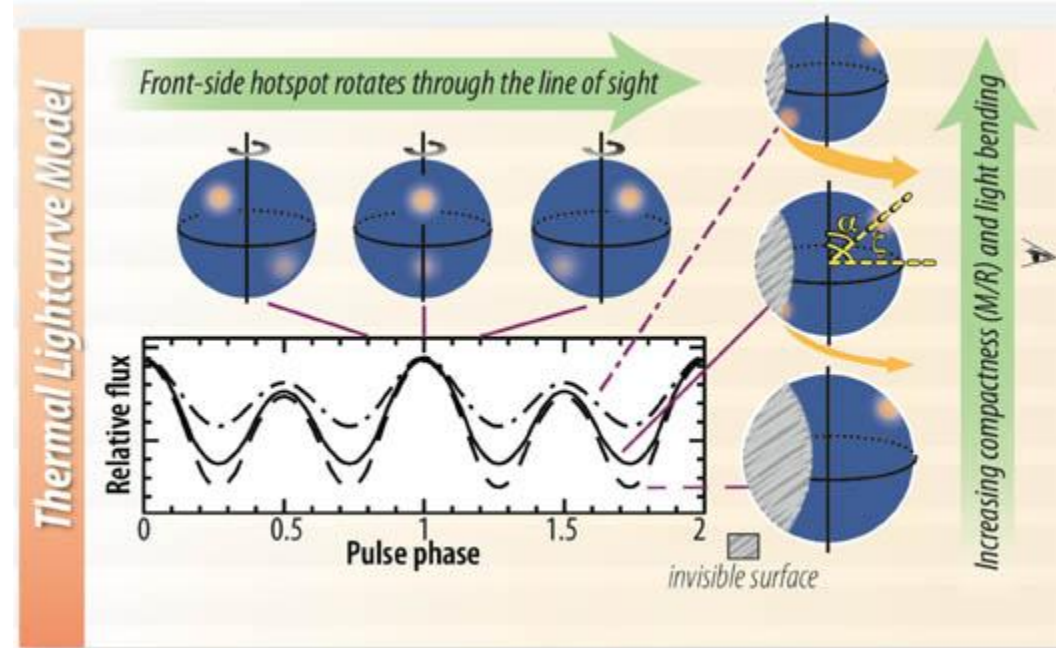 Thermal Lightcurve Model
Front-side hotspot rotates through the line of sight
Increasing compactness (M/R) and light bending
α
ζ
Relative flux
0
0.5
1
1.5
2
Pulse phase
invisible surface